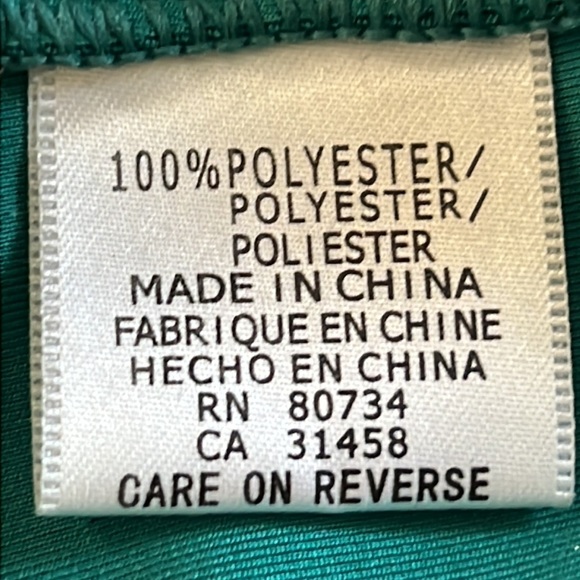 100% POLYESTER/
POLYESTER/
POLIESTER
MADE IN CHINA
FABRIQUE EN CHINE
HECHO EN CHINA
RN 80734
CA 31458
CARE ON REVERSE